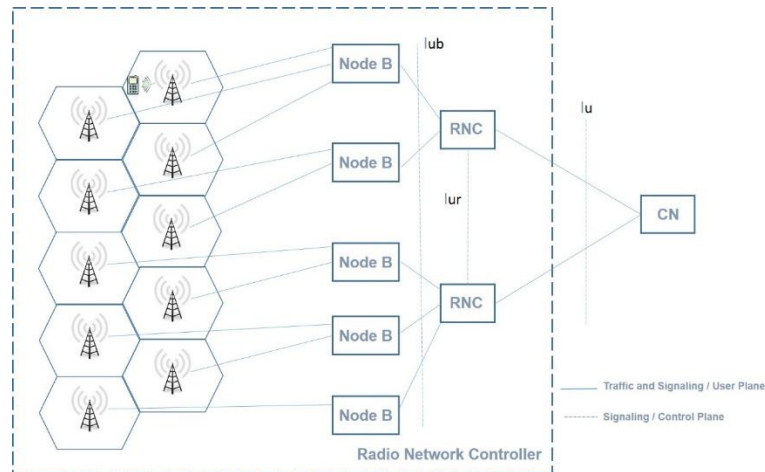 Iub
Node B
RNC
Iu
Node B
Iur
CN
Node B
RNC
Node B
Traffic and Signaling / User Plane
Node B
Signaling / Control Plane
Radio Network Controller